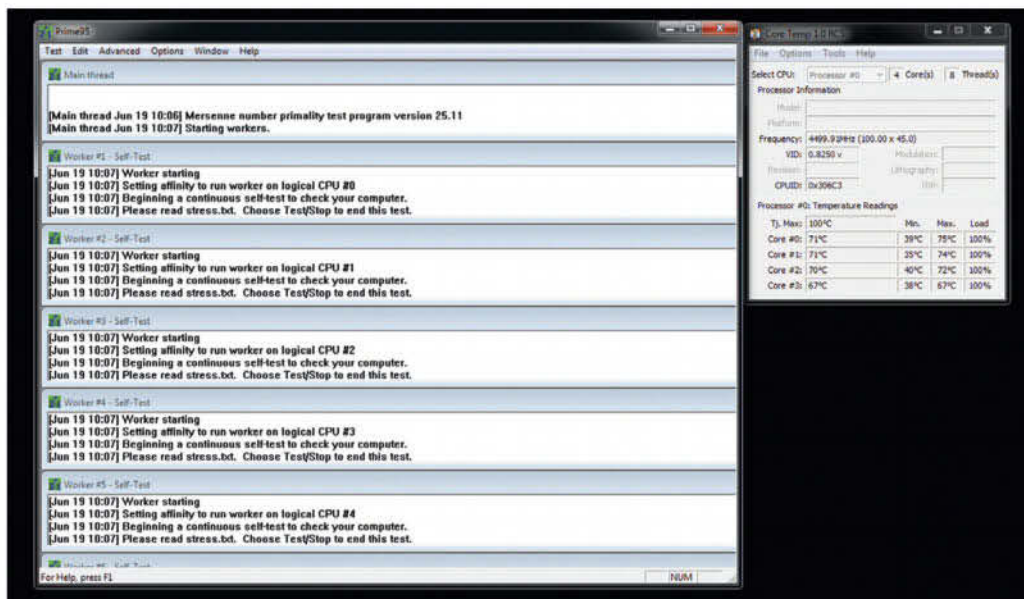 Prime95
Test Edit Advanced Options Window Help
Main thread
[Main thread Jun 19 10:06] Mersenne number primality test program version 25.11
[Main thread Jun 19 10:07] Starting workers.
Worker #1 - Self-Test
[Jun 19 10:07] Worker starting
[Jun 19 10:07] Setting affinity to run worker on logical CPU #0
[Jun 19 10:07] Beginning a continuous self-test to check your computer.
[Jun 19 10:07] Please read stress.txt. Choose Test/Stop to end this test.
Worker #2 - Self-Test
[Jun 19 10:07] Worker starting
[Jun 19 10:07] Setting affinity to run worker on logical CPU #1
[Jun 19 10:07] Beginning a continuous self-test to check your computer.
[Jun 19 10:07] Please read stress.txt. Choose Test/Stop to end this test.
Worker #3 - Self-Test
[Jun 19 10:07] Worker starting
[Jun 19 10:07] Setting affinity to run worker on logical CPU #2
[Jun 19 10:07] Beginning a continuous self-test to check your computer.
[Jun 19 10:07] Please read stress.txt. Choose Test/Stop to end this test.
Worker #4 - Self-Test
[Jun 19 10:07] Worker starting
[Jun 19 10:07] Setting affinity to run worker on logical CPU #3
[Jun 19 10:07] Beginning a continuous self-test to check your computer.
[Jun 19 10:07] Please read stress.txt. Choose Test/Stop to end this test.
Worker #5 - Self-Test
[Jun 19 10:07] Worker starting
[Jun 19 10:07] Setting affinity to run worker on logical CPU #4
[Jun 19 10:07] Beginning a continuous self-test to check your computer.
[Jun 19 10:07] Please read stress.txt. Choose Test/Stop to end this test.
Worker #6 - Self-Test
For Help, press F1 NUM
Core Temp 1.0 RC5
File Options Tools Help
Select CPU: Processor #0 4 Core(s) 8 Thread(s)
Processor Information
Model:
Platform:
Frequency: 4499.91MHz (100.00 x 45.0)
VID: 0.8250 v Modulation:
Revision: Lithography:
CPUID: 0x306C3
Processor #0: Temperature Readings
Tj. Max: 100°C Min. Max. Load
Core #0: 71°C 39°C 75°C 100%
Core #1: 71°C 35°C 74°C 100%
Core #2: 70°C 40°C 72°C 100%
Core #3: 67°C 38°C 67°C 100%